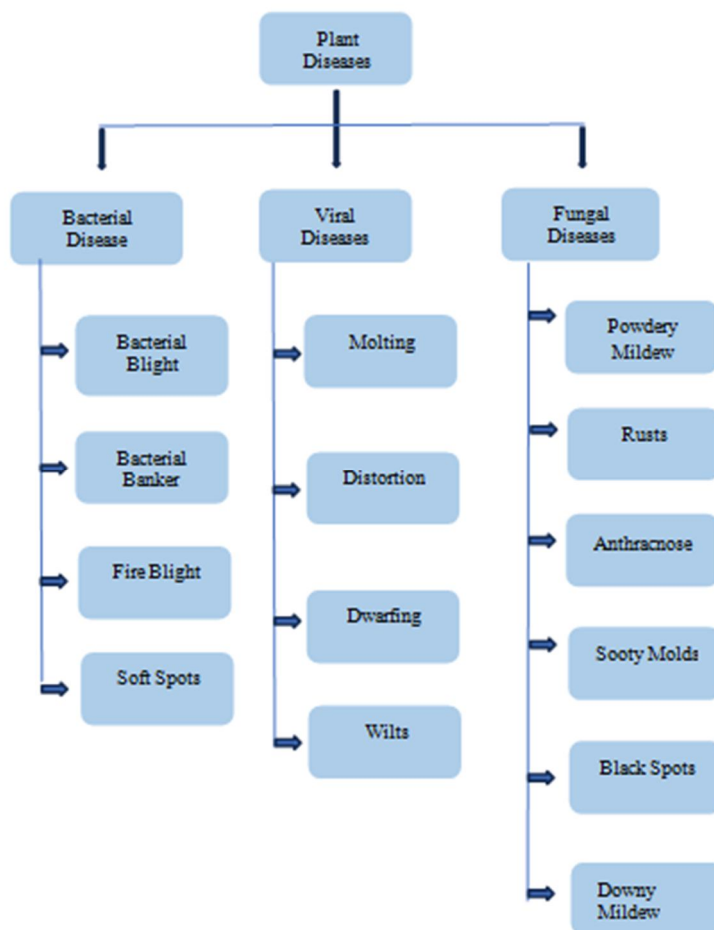 Plant
Diseases
Bacterial
Disease
Viral
Diseases
Fungal
Diseases
Bacterial
Blight
Bacterial
Banker
Fire Blight
Soft Spots
Molting
Distortion
Dwarfing
Wilts
Powdery
Mildew
Rusts
Anthracnose
Sooty Molds
Black Spots
Downy
Mildew